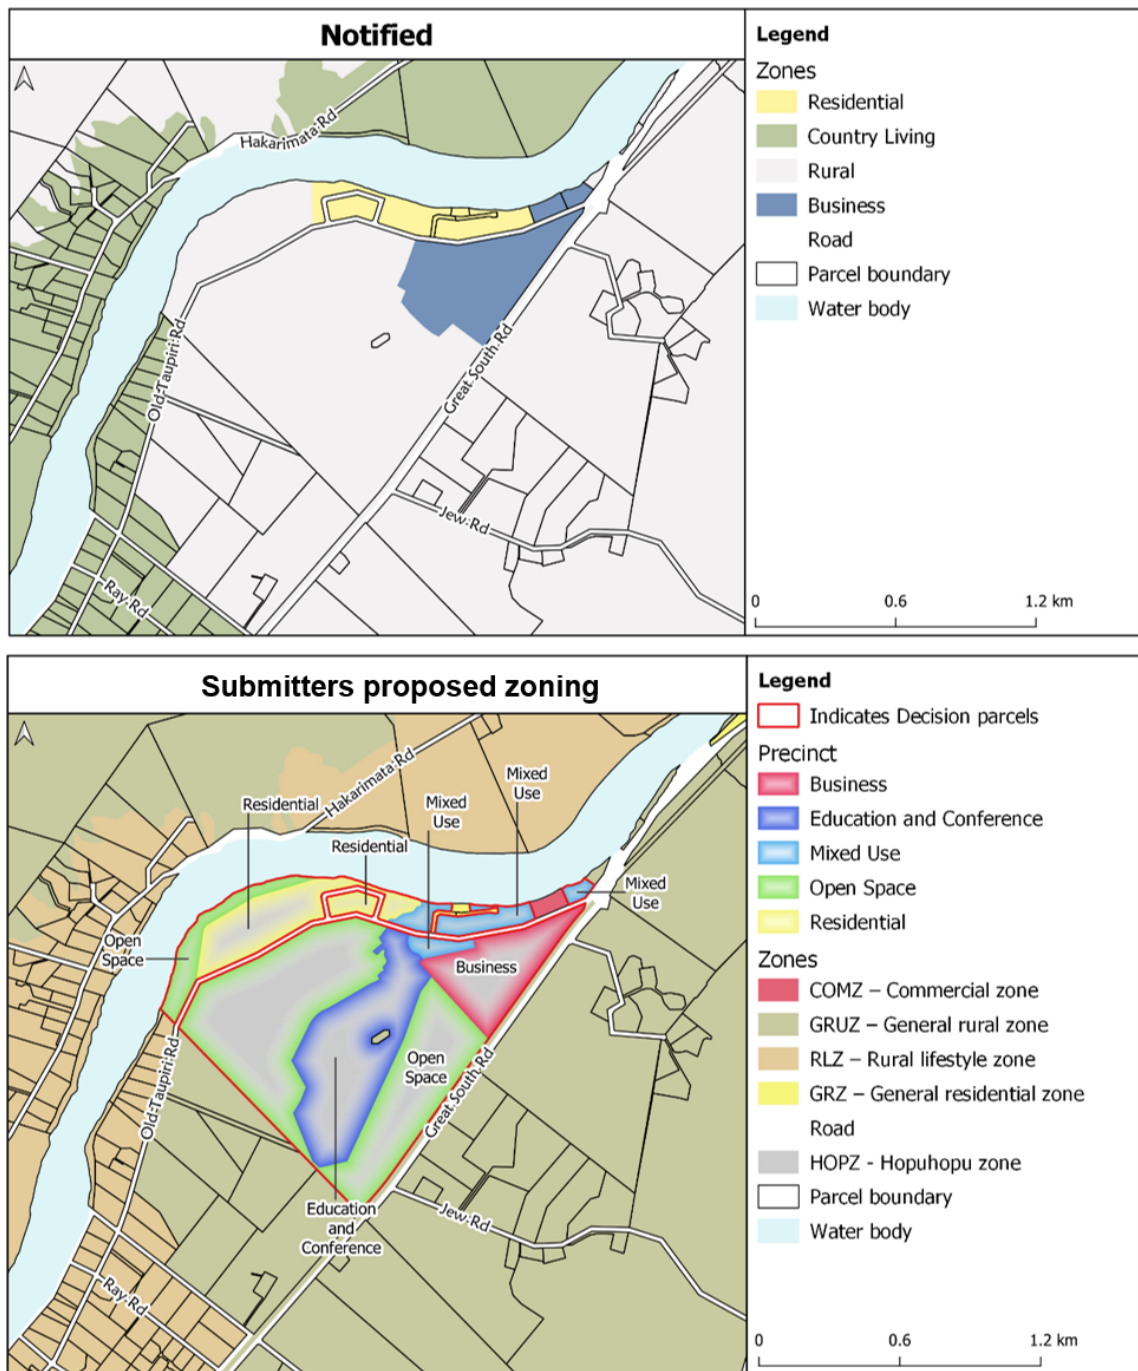 Notified
Hakarimata Rd
Old Taupiri Rd
Great South Rd
Jew Rd
Ray Rd
Legend
Zones
Residential
Country Living
Rural
Business
Road
Parcel boundary
Water body
0 0.6 1.2 km
Submitters proposed zoning
Hakarimata Rd
Residential
Residential
Mixed
Use
Mixed
Use
Mixed
Use
Open
Space
Business
Open
Space
Old Taupiri Rd
Great South Rd
Education
and
Conference
Jew Rd
Ray Rd
Legend
Indicates Decision parcels
Precinct
Business
Education and Conference
Mixed Use
Open Space
Residential
Zones
COMZ – Commercial zone
GRUZ – General rural zone
RLZ – Rural lifestyle zone
GRZ – General residential zone
Road
HOPZ - Hopuhopu zone
Parcel boundary
Water body
0 0.6 1.2 km